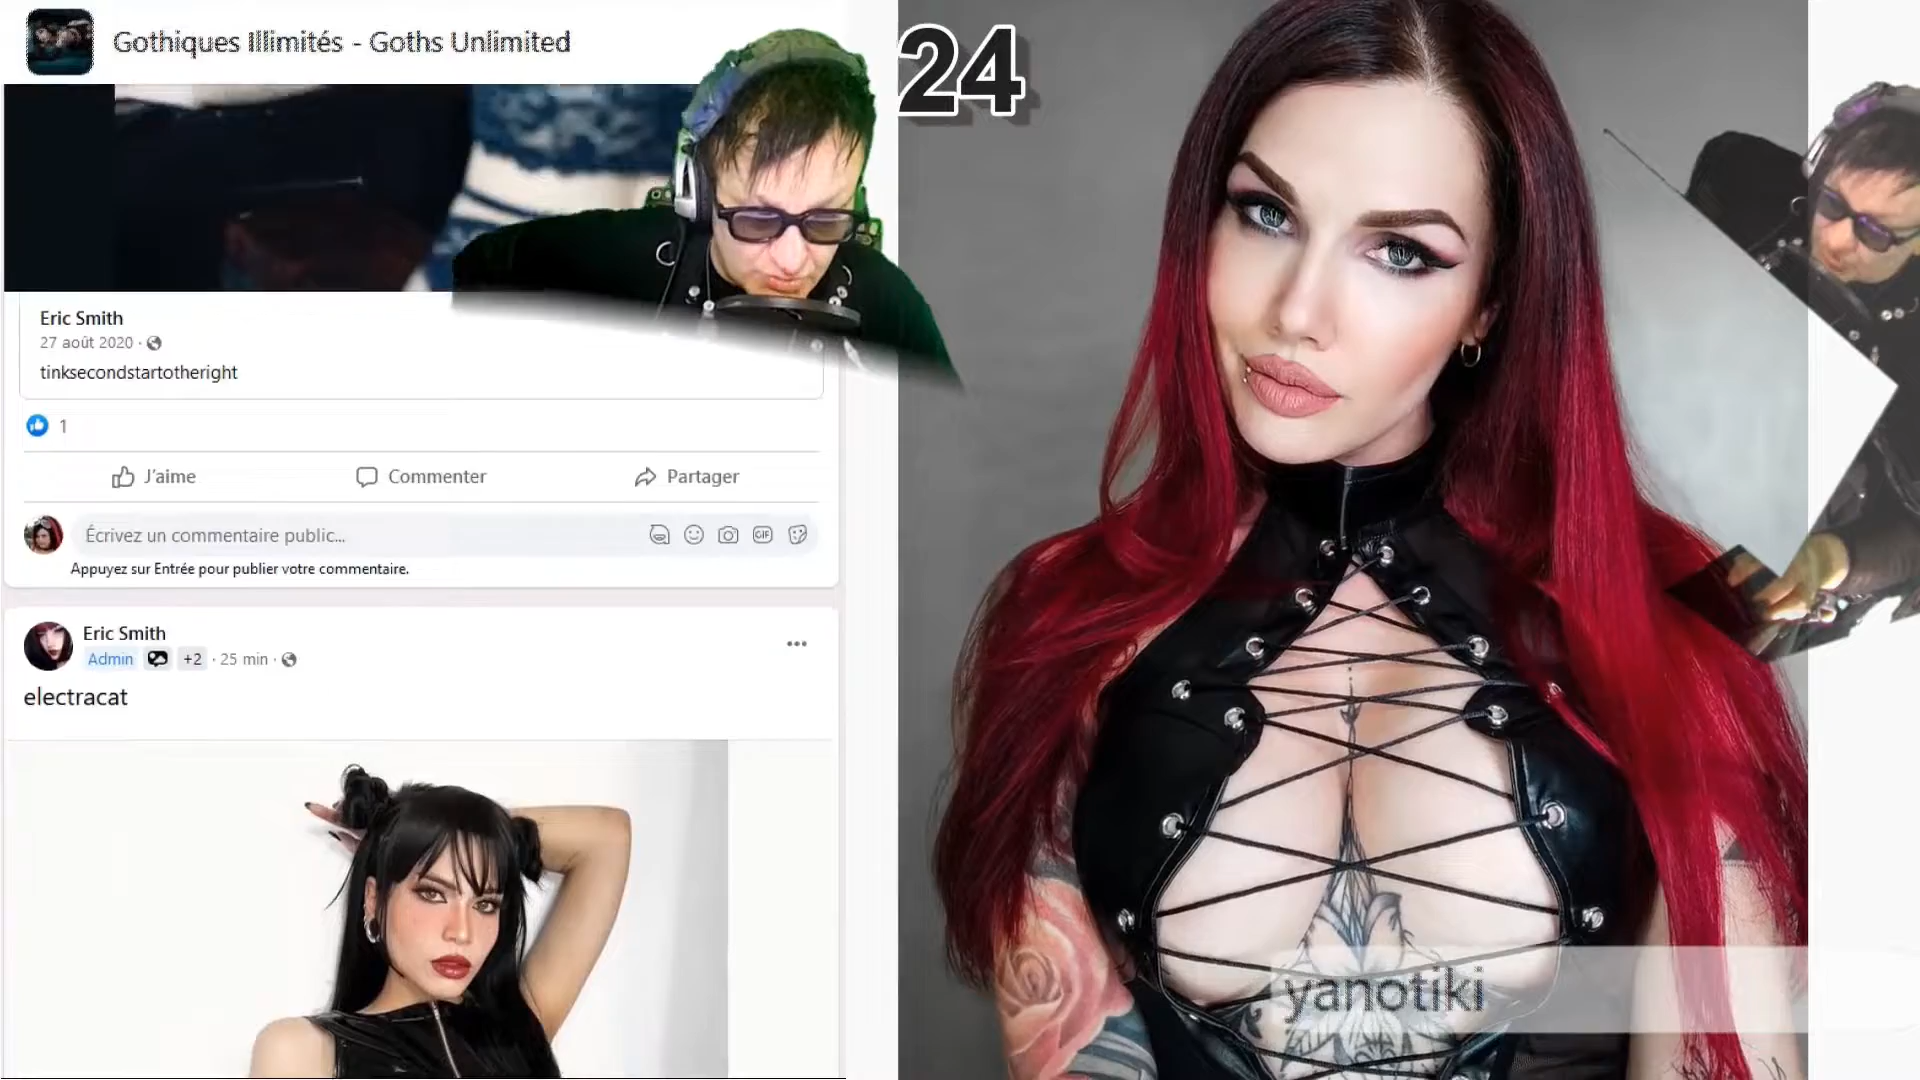 Gothiques Illimités - Goths Unlimited
24
Eric Smith
27 août 2020 ·
tinksecondstartotheright
1
J'aime
Commenter
Partager
Écrivez un commentaire public...
GIF
Appuyez sur Entrée pour publier votre commentaire.
Eric Smith
Admin +2 · 25 min ·
electracat
yanotiki